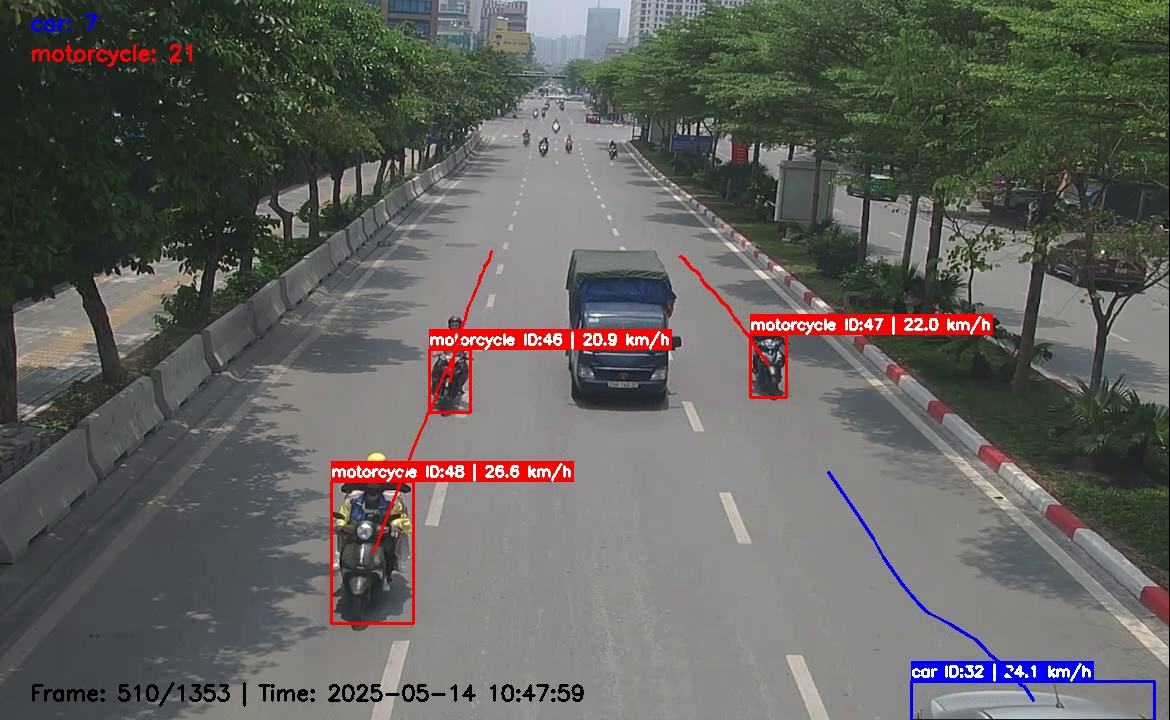 car: 7
motorcycle: 21
motorcycle ID:47 | 22.0 km/h
motorcycle ID:46 | 20.9 km/h
motorcycle ID:48 | 26.6 km/h
car ID:32 | 24.1 km/h
Frame: 510/1353 | Time: 2025-05-14 10:47:59